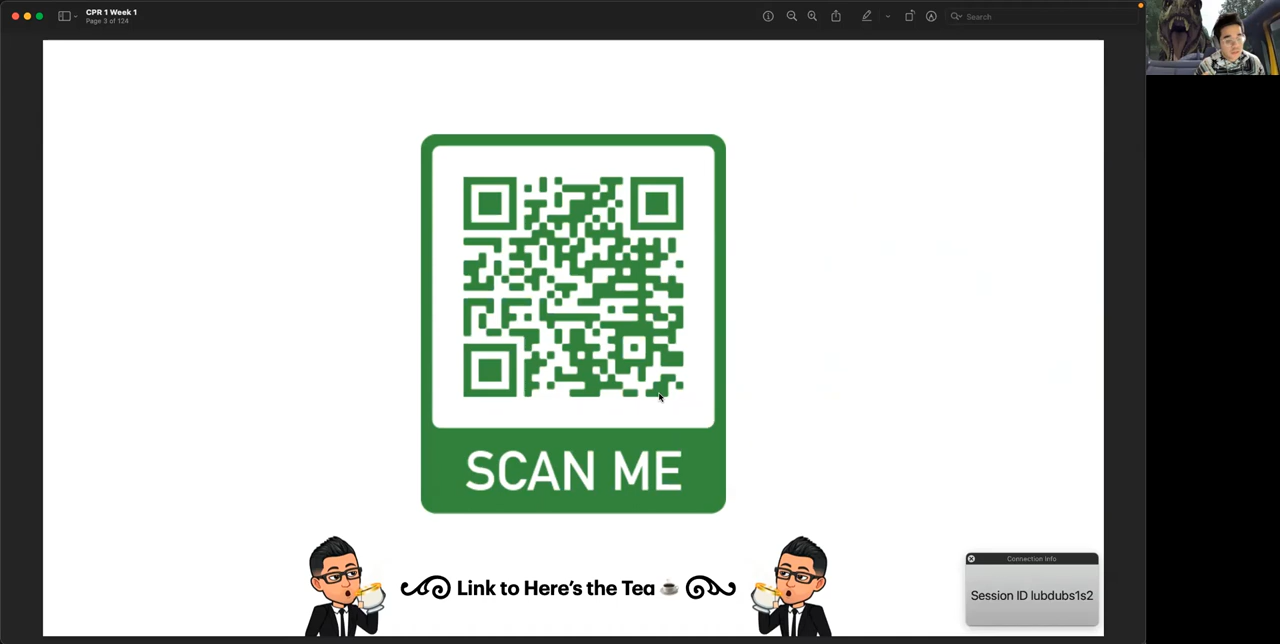 CPR 1 Week 1
Page 3 of 124
Search
SCAN ME
Link to Here's the Tea ☕
Connection Info
Session ID lubdubs1s2